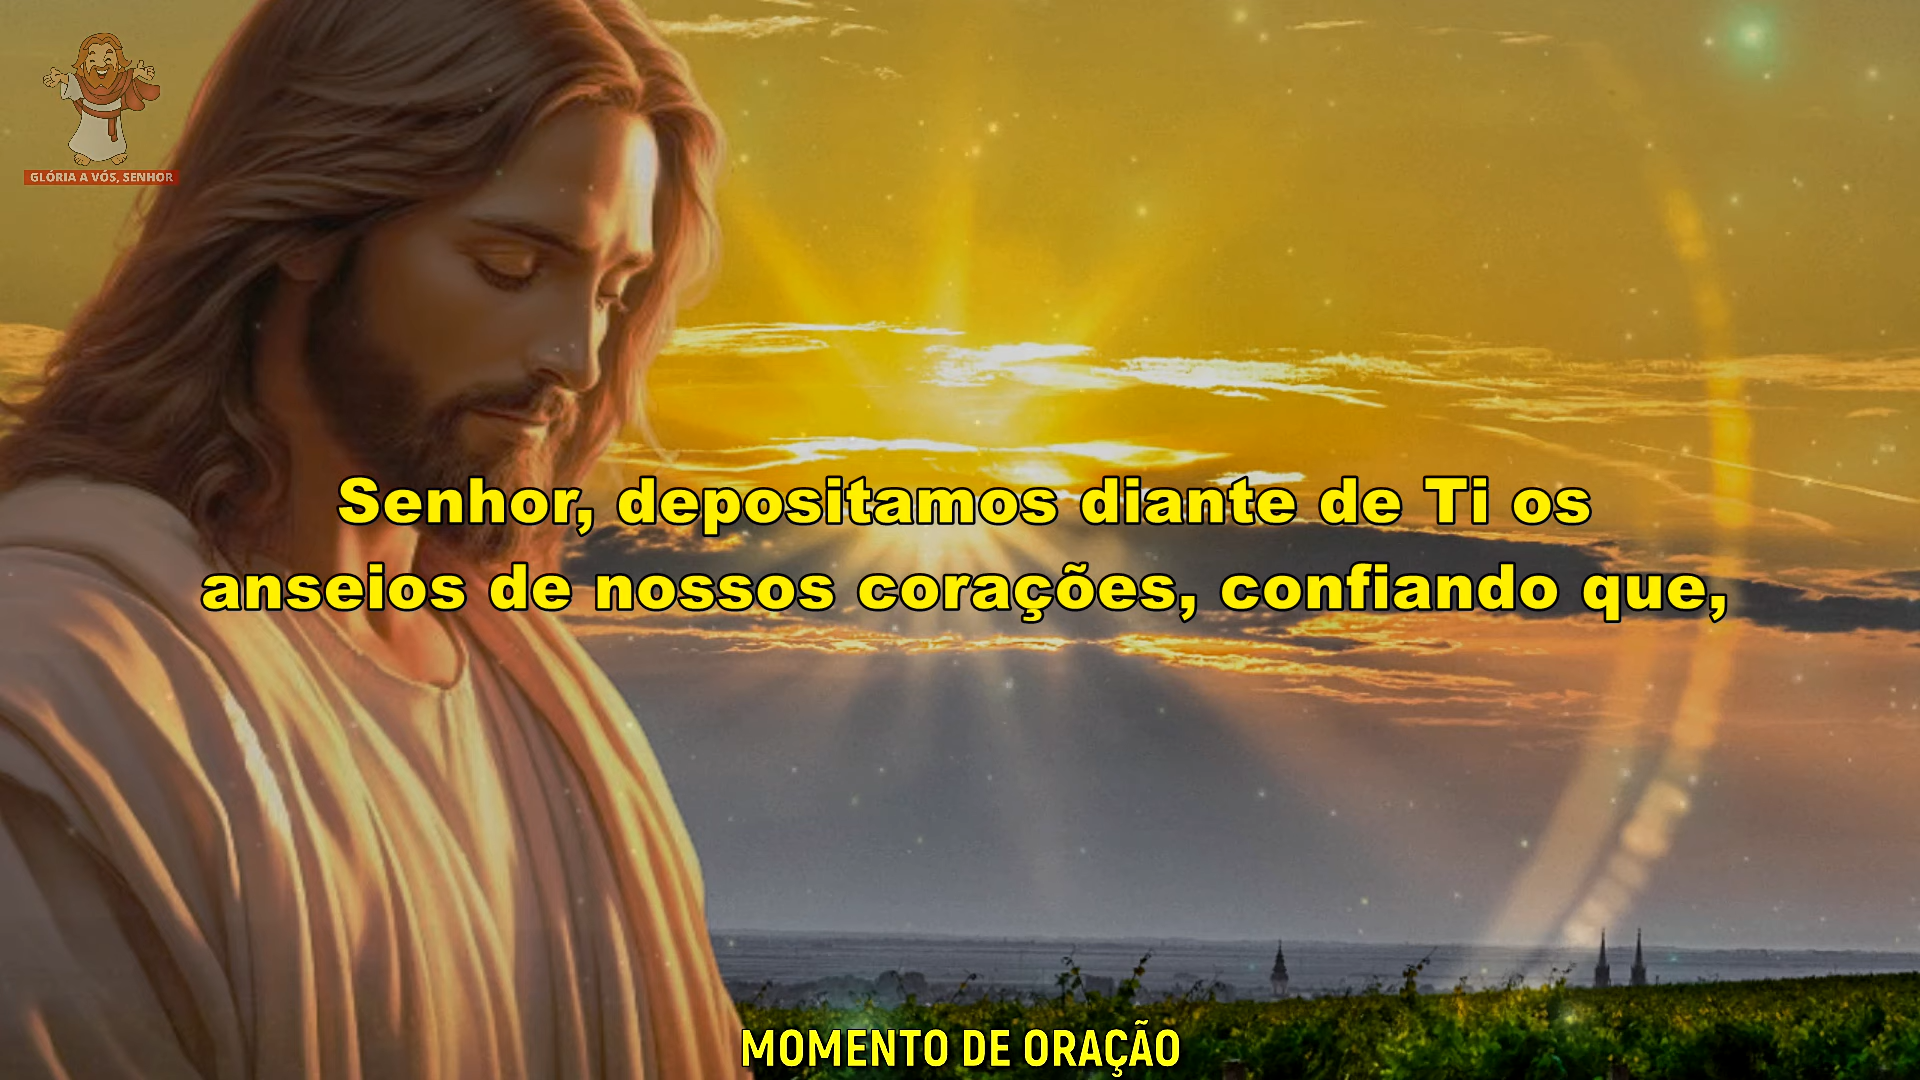 GLÓRIA A VÓS, SENHOR
Senhor, depositamos diante de Ti os
anseios de nossos corações, confiando que,
MOMENTO DE ORAÇÃO